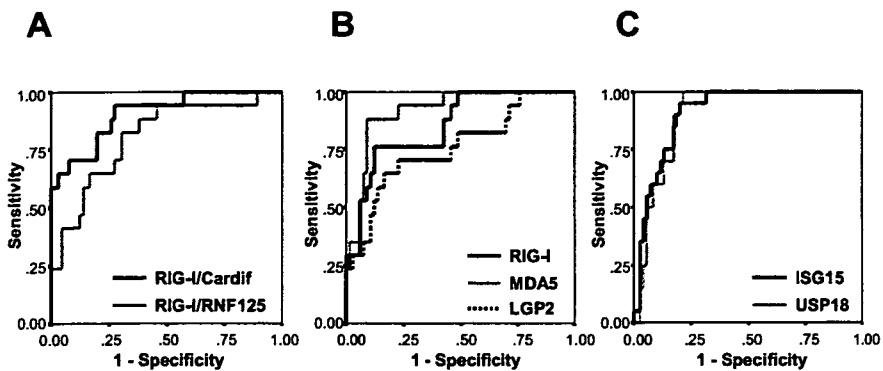 A
B
C
1.00
.75
.50
.25
0.00
Sensitivity
RIG-I/Cardif
RIG-I/RNF125
0.00
.25
.50
.75
1.00
1 - Specificity
1.00
.75
.50
.25
0.00
Sensitivity
RIG-I
MDA5
LGP2
0.00
.25
.50
.75
1.00
1 - Specificity
1.00
.75
.50
.25
0.00
Sensitivity
ISG15
USP18
0.00
.25
.50
.75
1.00
1 - Specificity